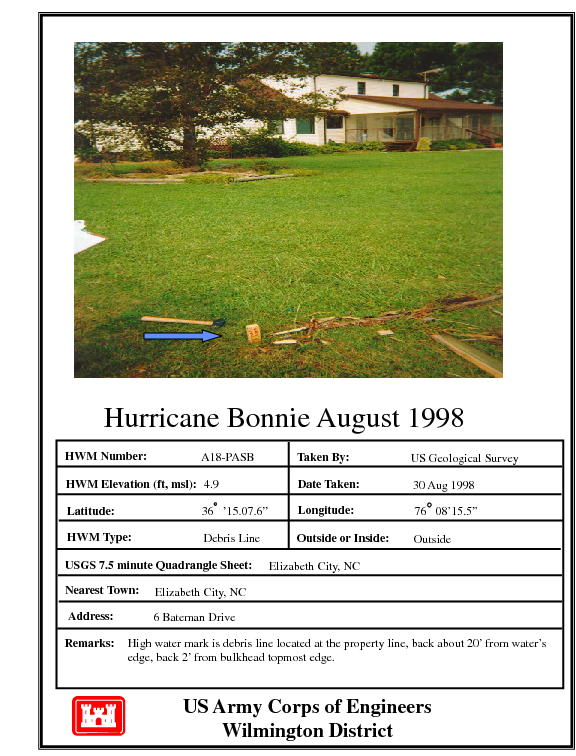 Hurricane Bonnie August 1998
HWM Number: A18-PASB Taken By: US Geological Survey
HWM Elevation (ft, msl): 4.9 Date Taken: 30 Aug 1998
Latitude: 36° '15.07.6” Longitude: 76° 08’15.5”
HWM Type: Debris Line Outside or Inside: Outside
USGS 7.5 minute Quadrangle Sheet: Elizabeth City, NC
Nearest Town: Elizabeth City, NC
Address: 6 Bateman Drive
Remarks: High water mark is debris line located at the property line, back about 20’ from water’s
edge, back 2’ from bulkhead topmost edge.
US Army Corps of Engineers
Wilmington District